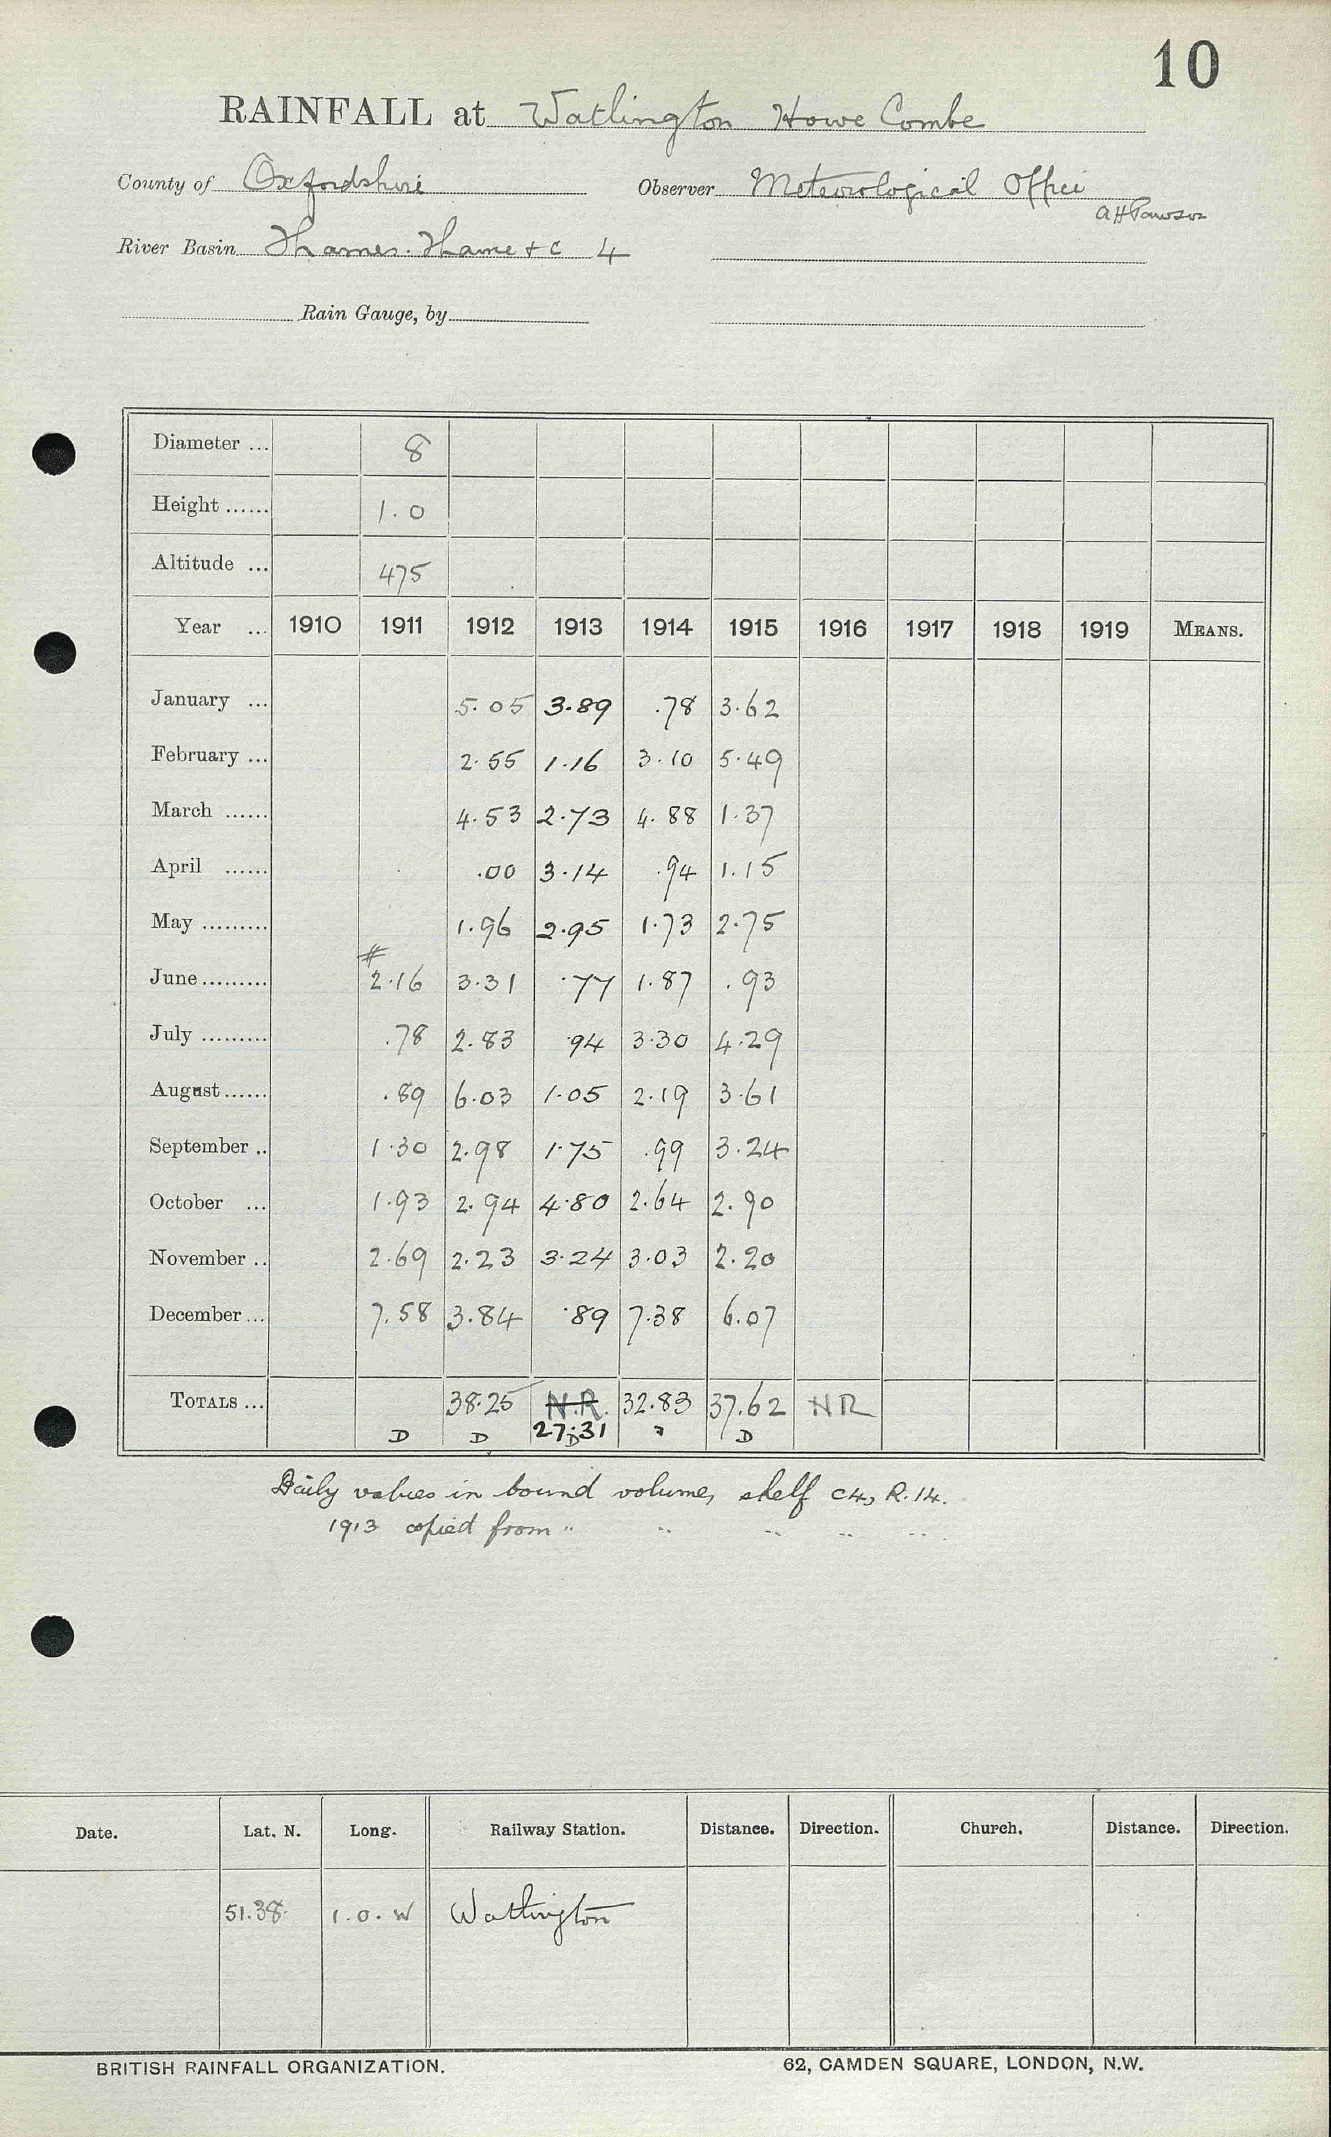 10
RAINFALL at Watlington Howe Combe
County of Oxfordshire Observer Meteorological Office
A H Pawson
River Basin Thames. Thame + c 4
Rain Gauge, by
Diameter ... 8
Height ...... 1.0
Altitude ... 475
Year ... 1910 1911 1912 1913 1914 1915 1916 1917 1918 1919 MEANS.
January ... 5.05 3.89 .78 3.62
February ... 2.55 1.16 3.10 5.49
March ...... 4.53 2.73 4.88 1.37
April ...... .00 3.14 .94 1.15
May ......... 1.96 2.95 1.73 2.75
#
June ......... 2.16 3.31 .77 1.87 .93
July ......... .78 2.83 .94 3.30 4.29
August ...... .89 6.03 1.05 2.19 3.61
September .. 1.30 2.98 1.75 .99 3.24
October ... 1.93 2.94 4.80 2.64 2.90
November .. 2.69 2.23 3.24 3.03 2.20
December ... 7.58 3.84 .89 7.38 6.07
TOTALS ... 38.25 N.R. 32.83 37.62 NR
27.31
D D D D
Daily values in bound volume, shelf C4, R.14.
1913 copied from " " " " "
Date. Lat. N. Long. Railway Station. Distance. Direction. Church. Distance. Direction.
51.38. 1.0.W Watlington
BRITISH RAINFALL ORGANIZATION. 62, CAMDEN SQUARE, LONDON, N.W.